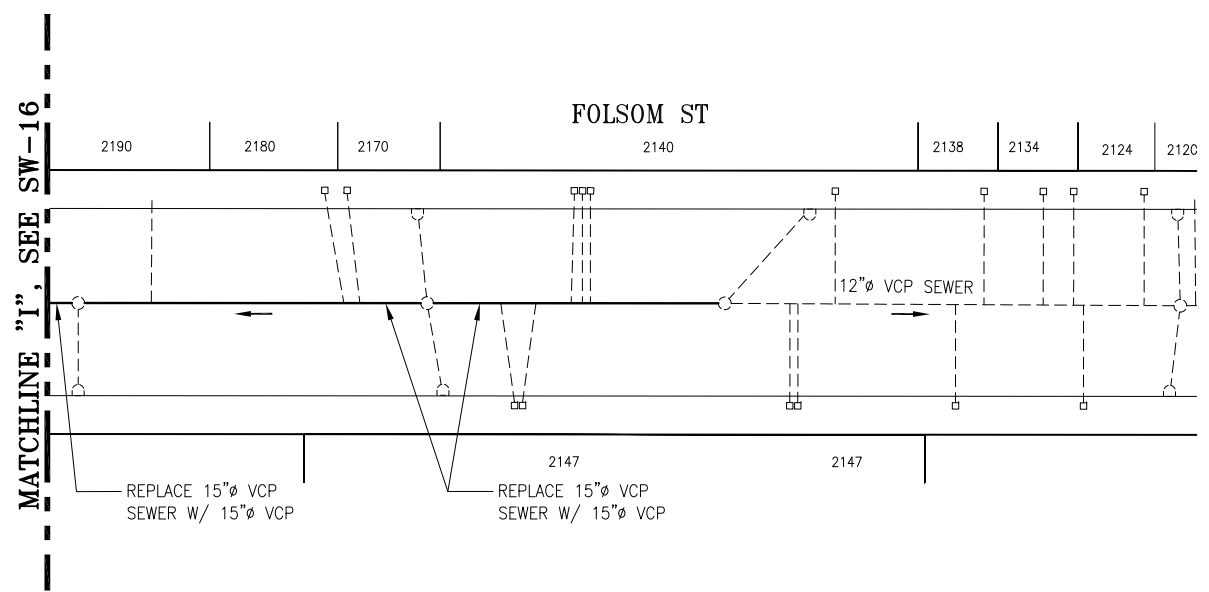 MATCHLINE "I", SEE SW-16
FOLSOM ST
2190
2180
2170
2140
2138
2134
2124
2120
12"ø VCP SEWER
2147
2147
REPLACE 15"ø VCP
SEWER W/ 15"ø VCP
REPLACE 15"ø VCP
SEWER W/ 15"ø VCP